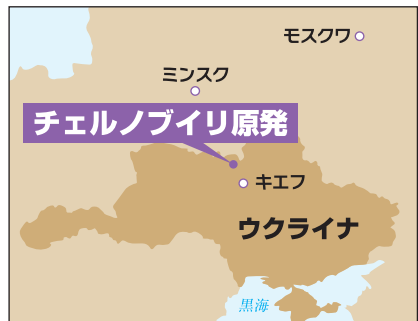 モスクワ
ミンスク
チェルノブイリ原発
キエフ
ウクライナ
黒海